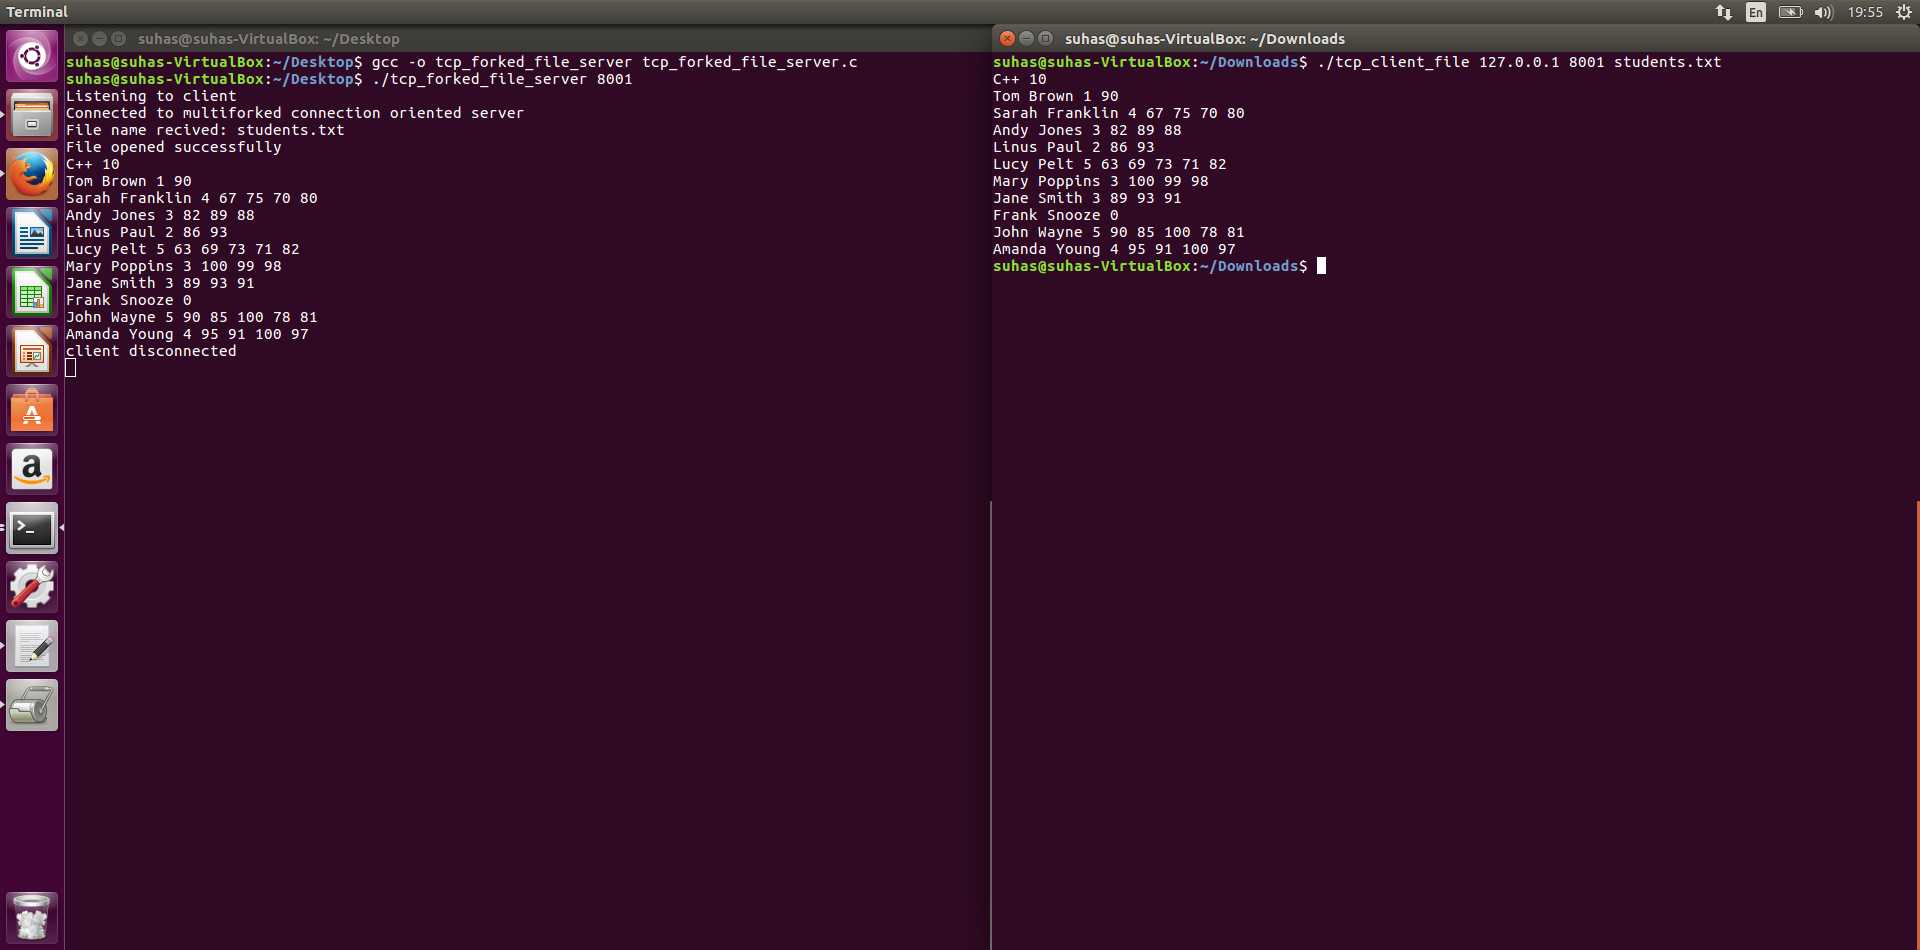 Terminal
En
19:55
suhas@suhas-VirtualBox: ~/Desktop
suhas@suhas-VirtualBox:~/Desktop$ gcc -o tcp_forked_file_server tcp_forked_file_server.c
suhas@suhas-VirtualBox:~/Desktop$ ./tcp_forked_file_server 8001
Listening to client
Connected to multiforked connection oriented server
File name recived: students.txt
File opened successfully
C++ 10
Tom Brown 1 90
Sarah Franklin 4 67 75 70 80
Andy Jones 3 82 89 88
Linus Paul 2 86 93
Lucy Pelt 5 63 69 73 71 82
Mary Poppins 3 100 99 98
Jane Smith 3 89 93 91
Frank Snooze 0
John Wayne 5 90 85 100 78 81
Amanda Young 4 95 91 100 97
client disconnected
suhas@suhas-VirtualBox: ~/Downloads
suhas@suhas-VirtualBox:~/Downloads$ ./tcp_client_file 127.0.0.1 8001 students.txt
C++ 10
Tom Brown 1 90
Sarah Franklin 4 67 75 70 80
Andy Jones 3 82 89 88
Linus Paul 2 86 93
Lucy Pelt 5 63 69 73 71 82
Mary Poppins 3 100 99 98
Jane Smith 3 89 93 91
Frank Snooze 0
John Wayne 5 90 85 100 78 81
Amanda Young 4 95 91 100 97
suhas@suhas-VirtualBox:~/Downloads$